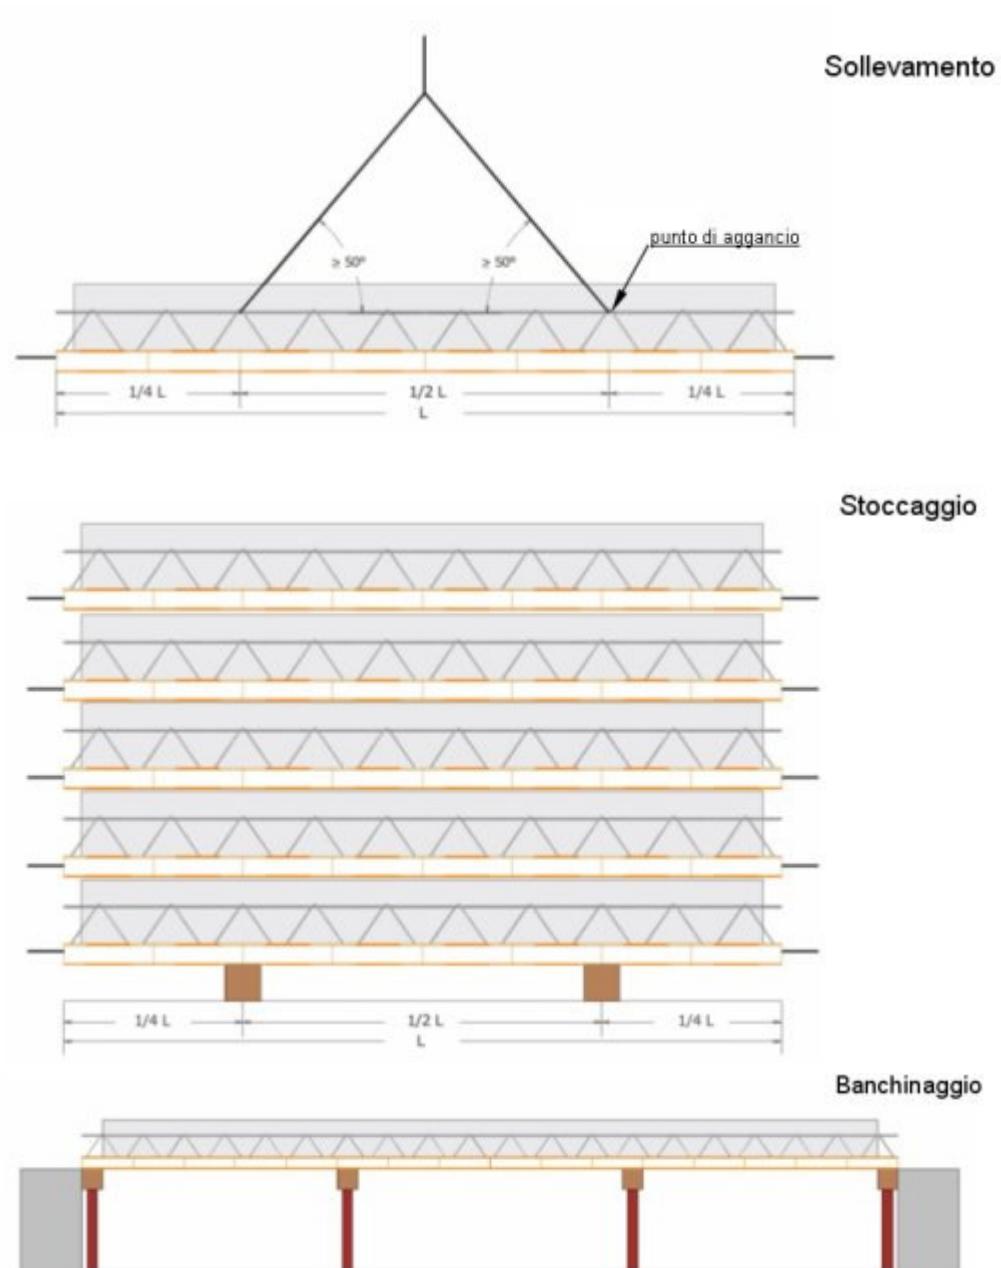 Sollevamento
punto di aggancio
≥ 50° ≥ 50°
1/4 L 1/2 L 1/4 L
L
Stoccaggio
1/4 L 1/2 L 1/4 L
L
Banchinaggio